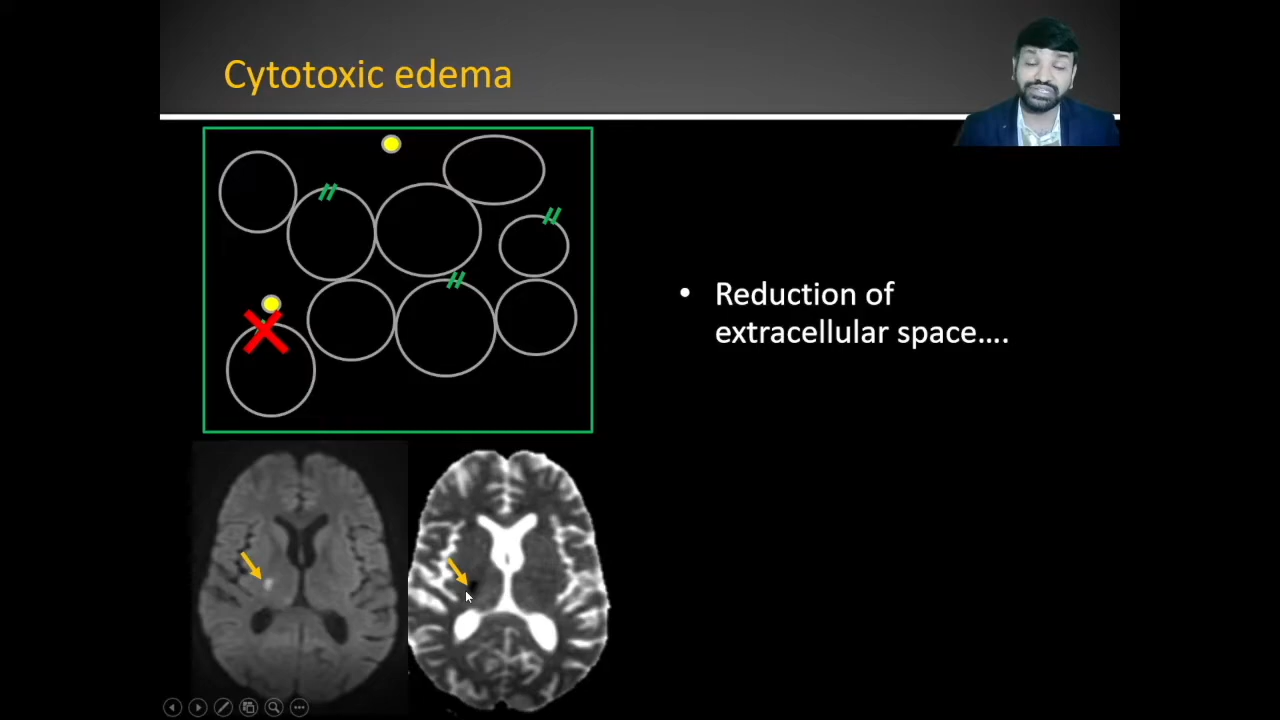 Cytotoxic edema
• Reduction of
extracellular space....